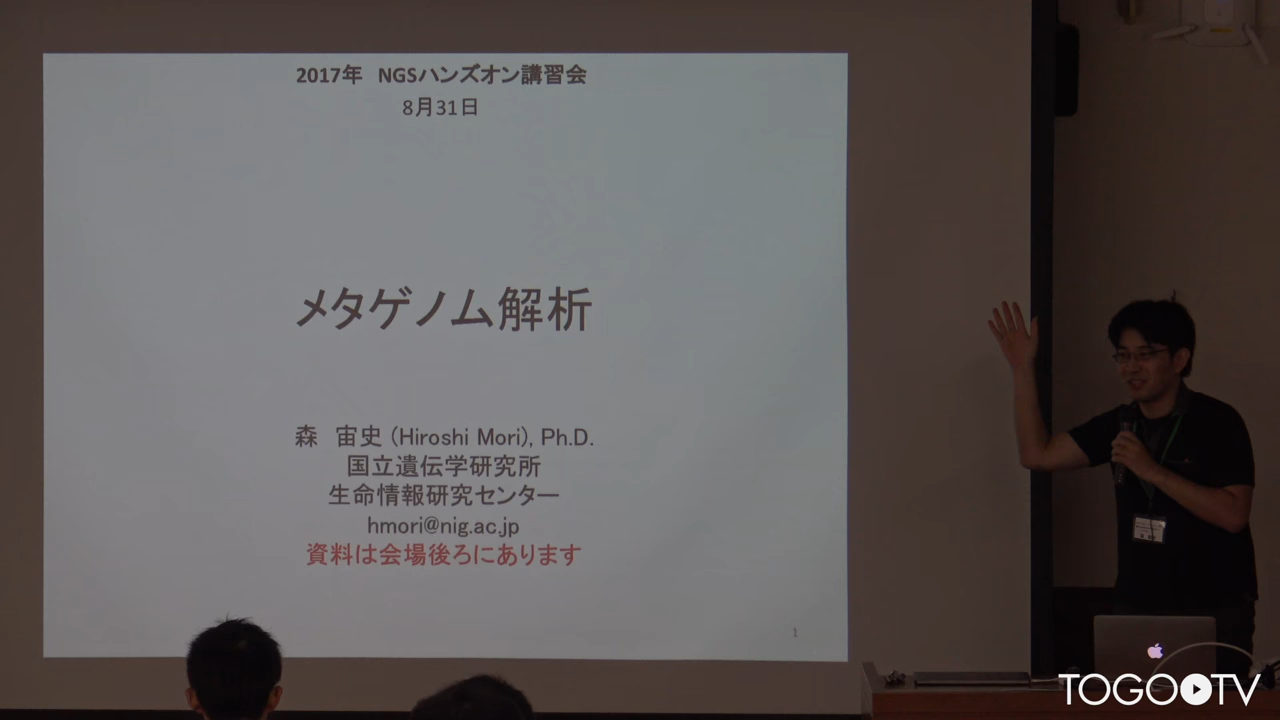 2017年 NGSハンズオン講習会
8月31日
メタゲノム解析
森 宙史 (Hiroshi Mori), Ph.D.
国立遺伝学研究所
生命情報研究センター
hmori@nig.ac.jp
資料は会場後ろにあります
1
TOGO TV